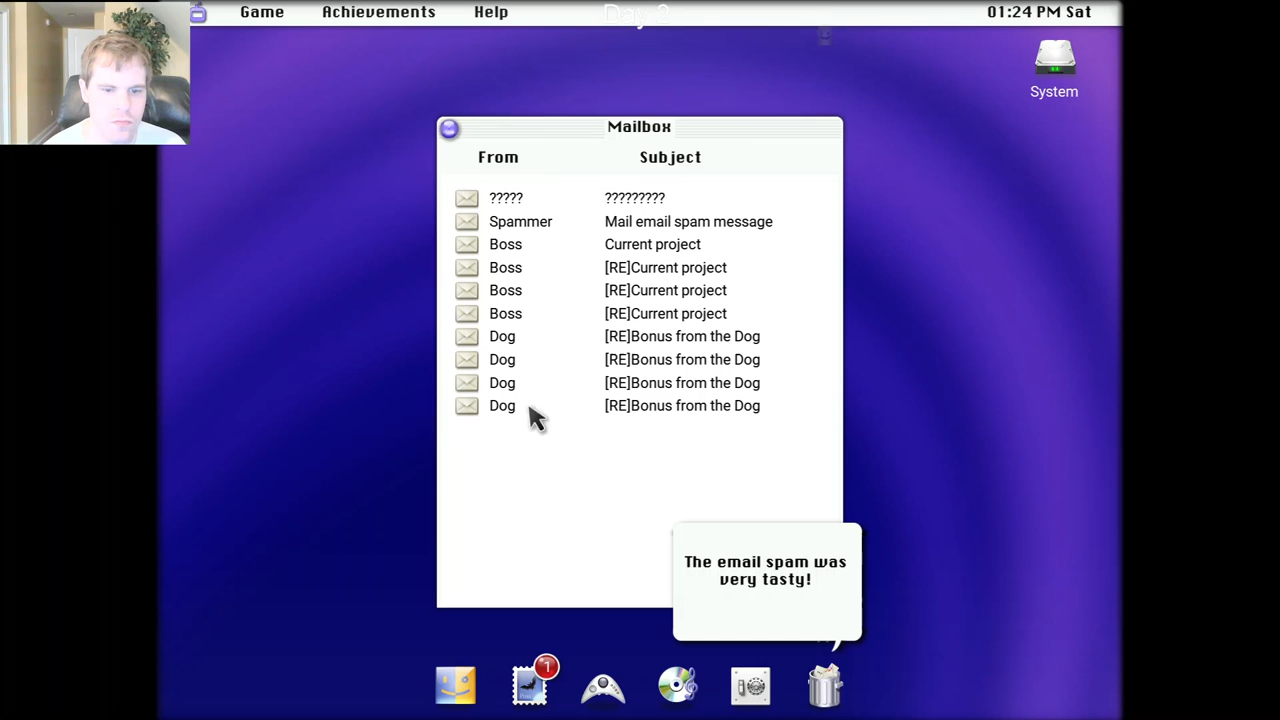 Game Achievements Help Day 2 01:24 PM Sat
System
Mailbox
From Subject
????? ?????????
Spammer Mail email spam message
Boss Current project
Boss [RE]Current project
Boss [RE]Current project
Boss [RE]Current project
Dog [RE]Bonus from the Dog
Dog [RE]Bonus from the Dog
Dog [RE]Bonus from the Dog
Dog [RE]Bonus from the Dog
The email spam was
very tasty!
1